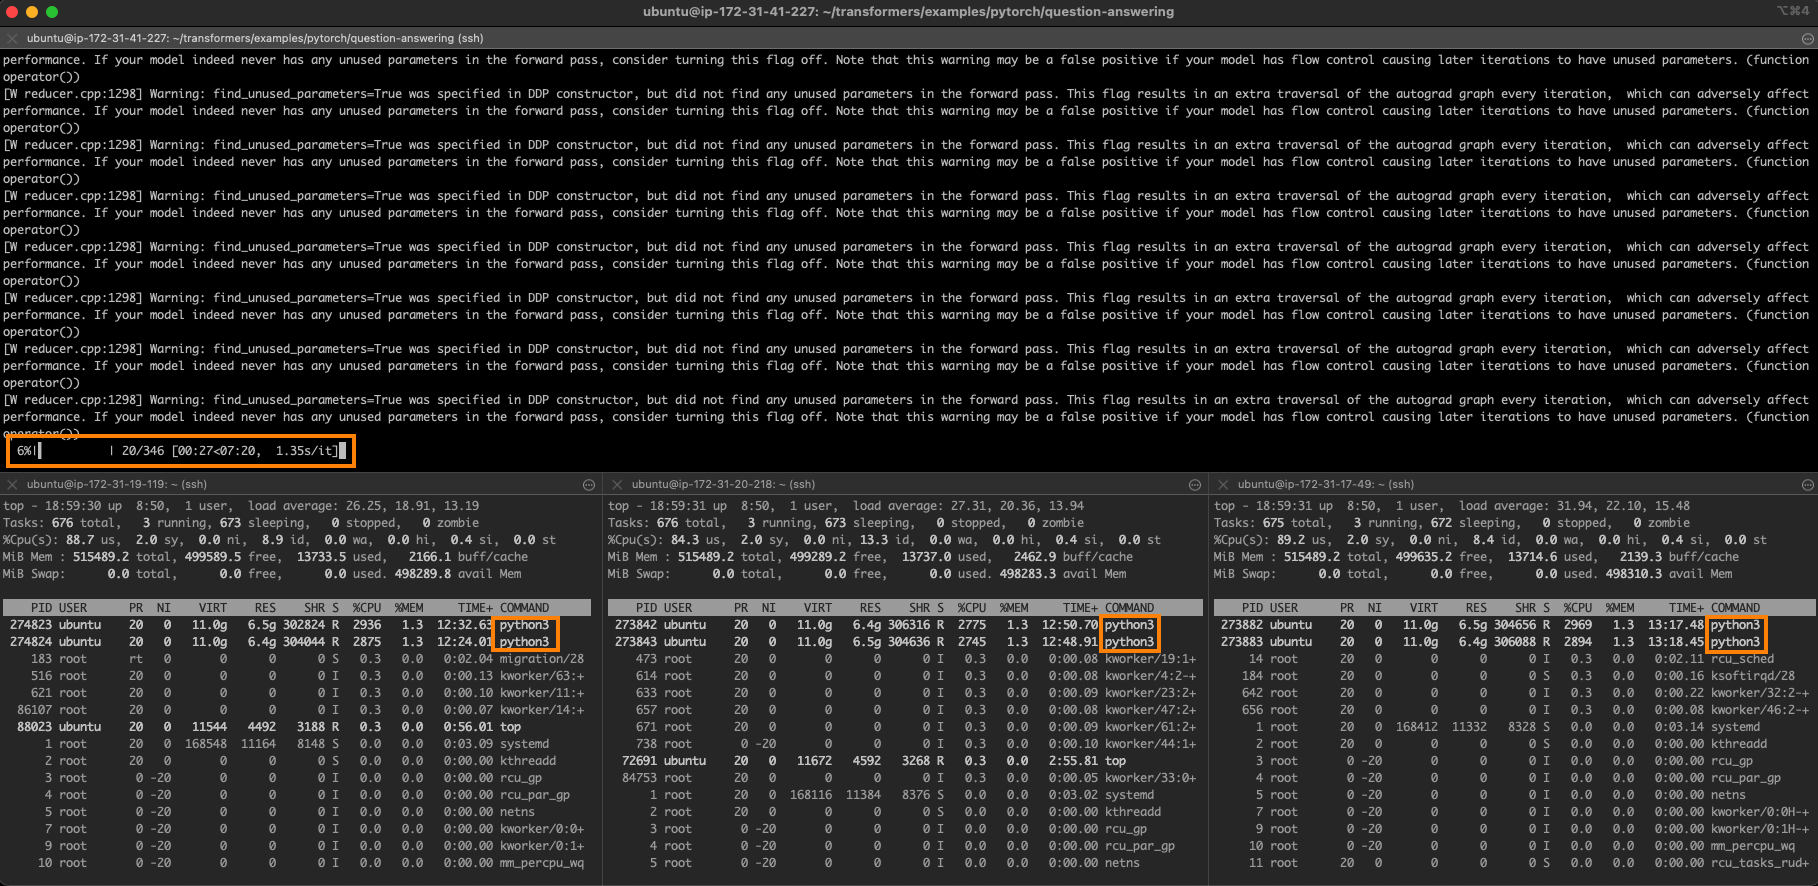 ubuntu@ip-172-31-41-227: ~/transformers/examples/pytorch/question-answering
⌥⌘4
ubuntu@ip-172-31-41-227: ~/transformers/examples/pytorch/question-answering (ssh)
performance. If your model indeed never has any unused parameters in the forward pass, consider turning this flag off. Note that this warning may be a false positive if your model has flow control causing later iterations to have unused parameters. (function
operator())
[W reducer.cpp:1298] Warning: find_unused_parameters=True was specified in DDP constructor, but did not find any unused parameters in the forward pass. This flag results in an extra traversal of the autograd graph every iteration,  which can adversely affect
performance. If your model indeed never has any unused parameters in the forward pass, consider turning this flag off. Note that this warning may be a false positive if your model has flow control causing later iterations to have unused parameters. (function
operator())
[W reducer.cpp:1298] Warning: find_unused_parameters=True was specified in DDP constructor, but did not find any unused parameters in the forward pass. This flag results in an extra traversal of the autograd graph every iteration,  which can adversely affect
performance. If your model indeed never has any unused parameters in the forward pass, consider turning this flag off. Note that this warning may be a false positive if your model has flow control causing later iterations to have unused parameters. (function
operator())
[W reducer.cpp:1298] Warning: find_unused_parameters=True was specified in DDP constructor, but did not find any unused parameters in the forward pass. This flag results in an extra traversal of the autograd graph every iteration,  which can adversely affect
performance. If your model indeed never has any unused parameters in the forward pass, consider turning this flag off. Note that this warning may be a false positive if your model has flow control causing later iterations to have unused parameters. (function
operator())
[W reducer.cpp:1298] Warning: find_unused_parameters=True was specified in DDP constructor, but did not find any unused parameters in the forward pass. This flag results in an extra traversal of the autograd graph every iteration,  which can adversely affect
performance. If your model indeed never has any unused parameters in the forward pass, consider turning this flag off. Note that this warning may be a false positive if your model has flow control causing later iterations to have unused parameters. (function
operator())
[W reducer.cpp:1298] Warning: find_unused_parameters=True was specified in DDP constructor, but did not find any unused parameters in the forward pass. This flag results in an extra traversal of the autograd graph every iteration,  which can adversely affect
performance. If your model indeed never has any unused parameters in the forward pass, consider turning this flag off. Note that this warning may be a false positive if your model has flow control causing later iterations to have unused parameters. (function
operator())
[W reducer.cpp:1298] Warning: find_unused_parameters=True was specified in DDP constructor, but did not find any unused parameters in the forward pass. This flag results in an extra traversal of the autograd graph every iteration,  which can adversely affect
performance. If your model indeed never has any unused parameters in the forward pass, consider turning this flag off. Note that this warning may be a false positive if your model has flow control causing later iterations to have unused parameters. (function
operator())
[W reducer.cpp:1298] Warning: find_unused_parameters=True was specified in DDP constructor, but did not find any unused parameters in the forward pass. This flag results in an extra traversal of the autograd graph every iteration,  which can adversely affect
performance. If your model indeed never has any unused parameters in the forward pass, consider turning this flag off. Note that this warning may be a false positive if your model has flow control causing later iterations to have unused parameters. (function
operator())
6%| | 20/346 [00:27<07:20,  1.35s/it]
ubuntu@ip-172-31-19-119: ~ (ssh)
top - 18:59:30 up  8:50,  1 user,  load average: 26.25, 18.91, 13.19
Tasks: 676 total,   3 running, 673 sleeping,   0 stopped,   0 zombie
%Cpu(s): 88.7 us,  2.0 sy,  0.0 ni,  8.9 id,  0.0 wa,  0.0 hi,  0.4 si,  0.0 st
MiB Mem : 515489.2 total, 499589.5 free,  13733.5 used,   2166.1 buff/cache
MiB Swap:      0.0 total,      0.0 free,      0.0 used. 498289.8 avail Mem
PID USER PR NI VIRT RES SHR S %CPU %MEM TIME+ COMMAND
274823 ubuntu 20 0 11.0g 6.5g 302824 R 2936 1.3 12:32.63 python3
274824 ubuntu 20 0 11.0g 6.4g 304044 R 2875 1.3 12:24.01 python3
183 root rt 0 0 0 0 S 0.3 0.0 0:02.04 migration/28
516 root 20 0 0 0 0 I 0.3 0.0 0:00.13 kworker/63:+
621 root 20 0 0 0 0 I 0.3 0.0 0:00.10 kworker/11:+
86107 root 20 0 0 0 0 I 0.3 0.0 0:00.07 kworker/14:+
88023 ubuntu 20 0 11544 4492 3188 R 0.3 0.0 0:56.01 top
1 root 20 0 168548 11164 8148 S 0.0 0.0 0:03.09 systemd
2 root 20 0 0 0 0 S 0.0 0.0 0:00.00 kthreadd
3 root 0 -20 0 0 0 I 0.0 0.0 0:00.00 rcu_gp
4 root 0 -20 0 0 0 I 0.0 0.0 0:00.00 rcu_par_gp
5 root 0 -20 0 0 0 I 0.0 0.0 0:00.00 netns
7 root 0 -20 0 0 0 I 0.0 0.0 0:00.00 kworker/0:0+
9 root 0 -20 0 0 0 I 0.0 0.0 0:00.00 kworker/0:1+
10 root 0 -20 0 0 0 I 0.0 0.0 0:00.00 mm_percpu_wq
ubuntu@ip-172-31-20-218: ~ (ssh)
top - 18:59:31 up  8:50,  1 user,  load average: 27.31, 20.36, 13.94
Tasks: 676 total,   3 running, 673 sleeping,   0 stopped,   0 zombie
%Cpu(s): 84.3 us,  2.0 sy,  0.0 ni, 13.3 id,  0.0 wa,  0.0 hi,  0.4 si,  0.0 st
MiB Mem : 515489.2 total, 499289.2 free,  13737.0 used,   2462.9 buff/cache
MiB Swap:      0.0 total,      0.0 free,      0.0 used. 498283.3 avail Mem
PID USER PR NI VIRT RES SHR S %CPU %MEM TIME+ COMMAND
273842 ubuntu 20 0 11.0g 6.4g 306316 R 2775 1.3 12:50.70 python3
273843 ubuntu 20 0 11.0g 6.5g 304636 R 2745 1.3 12:48.91 python3
473 root 20 0 0 0 0 I 0.3 0.0 0:00.08 kworker/19:1+
614 root 20 0 0 0 0 I 0.3 0.0 0:00.08 kworker/4:2-+
633 root 20 0 0 0 0 I 0.3 0.0 0:00.09 kworker/23:2+
657 root 20 0 0 0 0 I 0.3 0.0 0:00.08 kworker/47:2+
671 root 20 0 0 0 0 I 0.3 0.0 0:00.09 kworker/61:2+
738 root 0 -20 0 0 0 I 0.3 0.0 0:00.10 kworker/44:1+
72691 ubuntu 20 0 11672 4592 3268 R 0.3 0.0 2:55.81 top
84753 root 20 0 0 0 0 I 0.3 0.0 0:00.05 kworker/33:0+
1 root 20 0 168116 11384 8376 S 0.0 0.0 0:03.02 systemd
2 root 20 0 0 0 0 S 0.0 0.0 0:00.00 kthreadd
3 root 0 -20 0 0 0 I 0.0 0.0 0:00.00 rcu_gp
4 root 0 -20 0 0 0 I 0.0 0.0 0:00.00 rcu_par_gp
5 root 0 -20 0 0 0 I 0.0 0.0 0:00.00 netns
ubuntu@ip-172-31-17-49: ~ (ssh)
top - 18:59:31 up  8:50,  1 user,  load average: 31.94, 22.10, 15.48
Tasks: 675 total,   3 running, 672 sleeping,   0 stopped,   0 zombie
%Cpu(s): 89.2 us,  2.0 sy,  0.0 ni,  8.4 id,  0.0 wa,  0.0 hi,  0.4 si,  0.0 st
MiB Mem : 515489.2 total, 499635.2 free,  13714.6 used,   2139.3 buff/cache
MiB Swap:      0.0 total,      0.0 free,      0.0 used. 498310.3 avail Mem
PID USER PR NI VIRT RES SHR S %CPU %MEM TIME+ COMMAND
273882 ubuntu 20 0 11.0g 6.5g 304656 R 2969 1.3 13:17.48 python3
273883 ubuntu 20 0 11.0g 6.4g 306088 R 2894 1.3 13:18.45 python3
14 root 20 0 0 0 0 I 0.3 0.0 0:02.11 rcu_sched
184 root 20 0 0 0 0 S 0.3 0.0 0:00.16 ksoftirqd/28
642 root 20 0 0 0 0 I 0.3 0.0 0:00.22 kworker/32:2-+
656 root 20 0 0 0 0 I 0.3 0.0 0:00.08 kworker/46:2-+
1 root 20 0 168412 11332 8328 S 0.0 0.0 0:03.14 systemd
2 root 20 0 0 0 0 S 0.0 0.0 0:00.00 kthreadd
3 root 0 -20 0 0 0 I 0.0 0.0 0:00.00 rcu_gp
4 root 0 -20 0 0 0 I 0.0 0.0 0:00.00 rcu_par_gp
5 root 0 -20 0 0 0 I 0.0 0.0 0:00.00 netns
7 root 0 -20 0 0 0 I 0.0 0.0 0:00.00 kworker/0:0H-+
9 root 0 -20 0 0 0 I 0.0 0.0 0:00.00 kworker/0:1H-+
10 root 0 -20 0 0 0 I 0.0 0.0 0:00.00 mm_percpu_wq
11 root 20 0 0 0 0 S 0.0 0.0 0:00.00 rcu_tasks_rud+